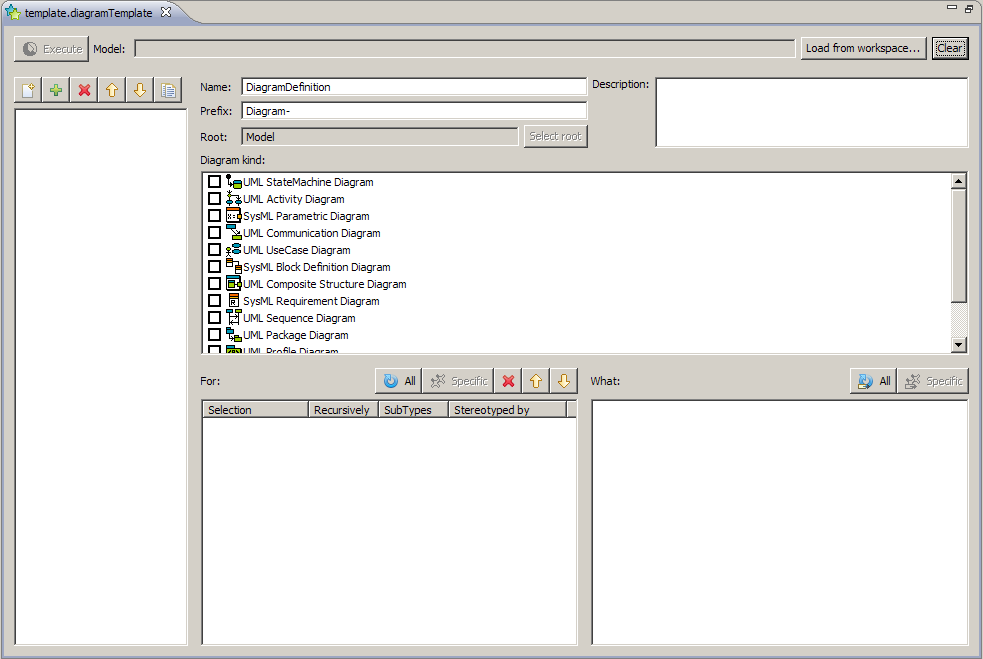 template.diagramTemplate
Execute Model: Load from workspace... Clear
Name: DiagramDefinition Description:
Prefix: Diagram-
Root: Model Select root
Diagram kind:
UML StateMachine Diagram
UML Activity Diagram
SysML Parametric Diagram
UML Communication Diagram
UML UseCase Diagram
SysML Block Definition Diagram
UML Composite Structure Diagram
SysML Requirement Diagram
UML Sequence Diagram
UML Package Diagram
UML Profile Diagram
For: All Specific What: All Specific
Selection Recursively SubTypes Stereotyped by